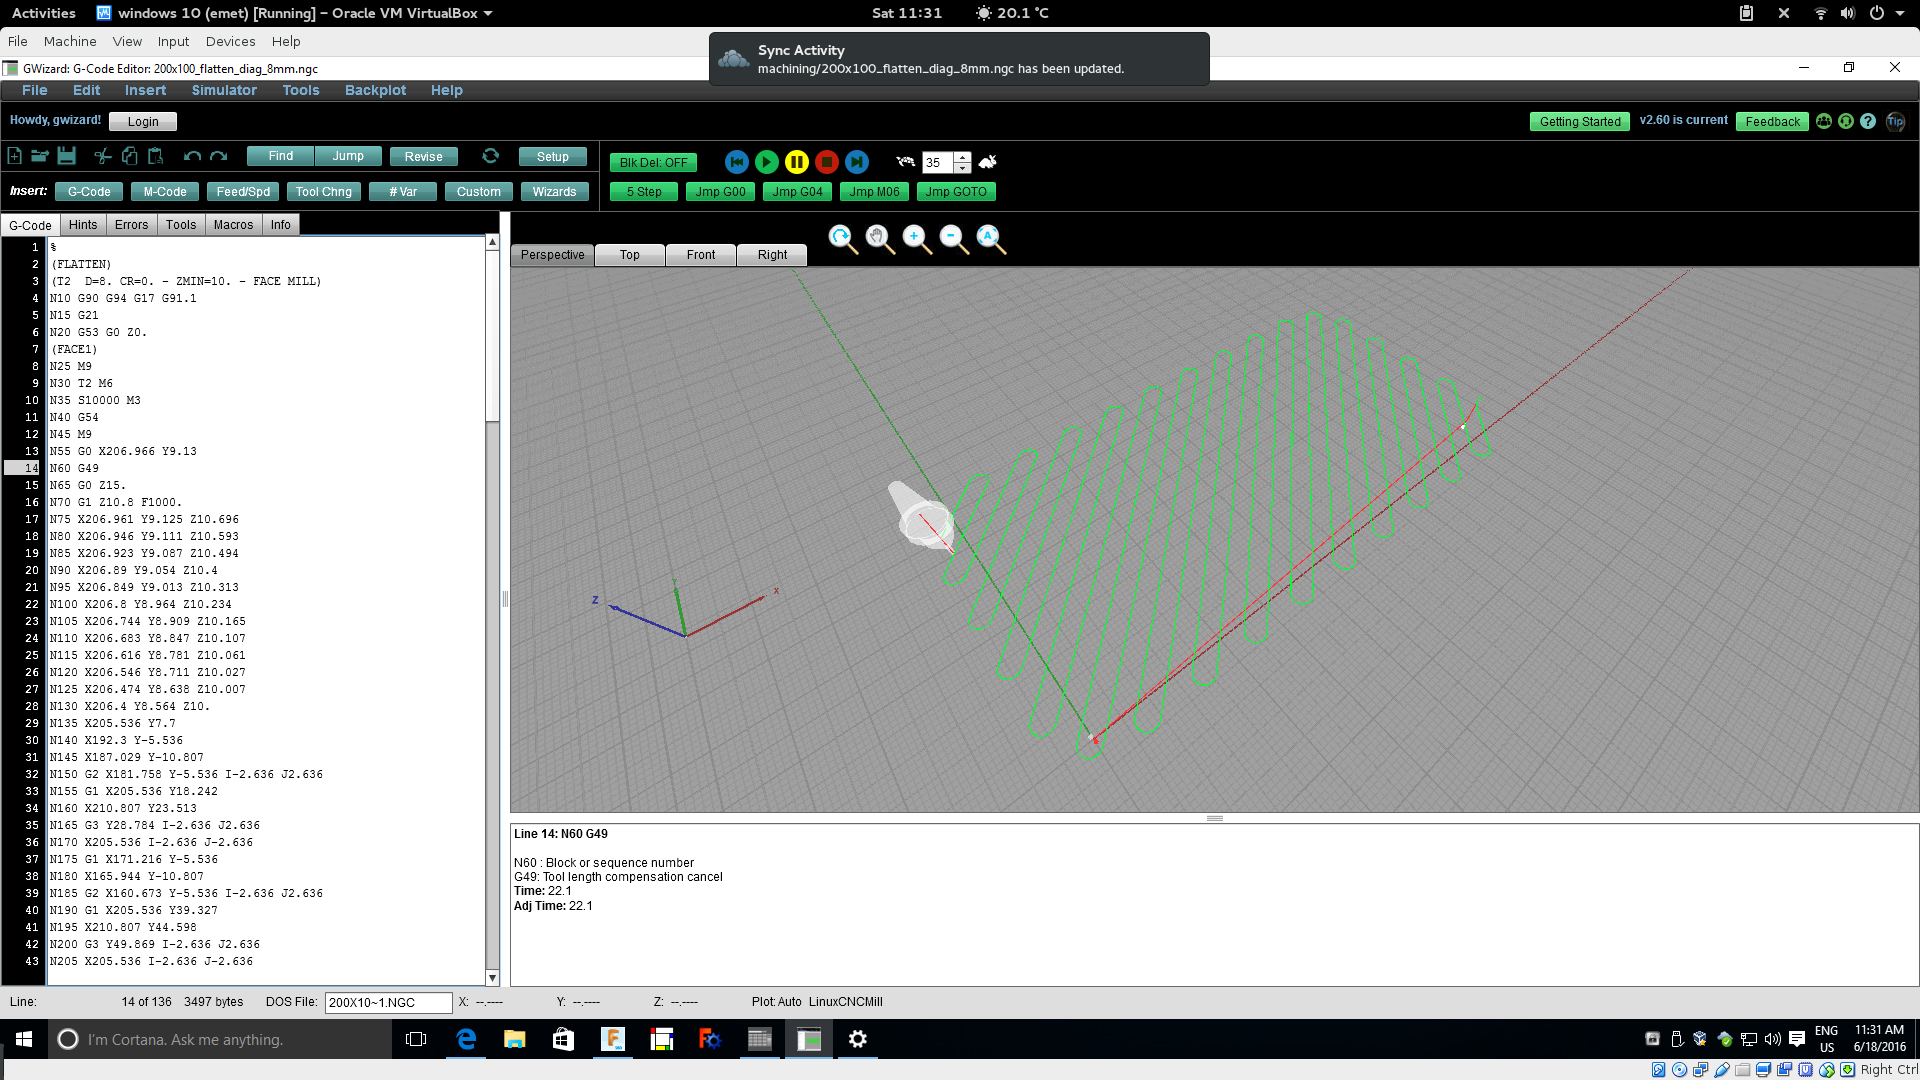 Activities
windows 10 (emet) [Running] – Oracle VM VirtualBox
Sat 11:31
20.1 °C
File Machine View Input Devices Help
Sync Activity
machining/200x100_flatten_diag_8mm.ngc has been updated.
GWizard: G-Code Editor: 200x100_flatten_diag_8mm.ngc
File Edit Insert Simulator Tools Backplot Help
Howdy, gwizard! Login
Getting Started v2.60 is current Feedback ? Tip
Find Jump Revise Setup
Blk Del: OFF 35
Insert: G-Code M-Code Feed/Spd Tool Chng # Var Custom Wizards
5 Step Jmp G00 Jmp G04 Jmp M06 Jmp GOTO
G-Code Hints Errors Tools Macros Info
Perspective Top Front Right
1 %
2 (FLATTEN)
3 (T2 D=8. CR=0. - ZMIN=10. - FACE MILL)
4 N10 G90 G94 G17 G91.1
5 N15 G21
6 N20 G53 G0 Z0.
7 (FACE1)
8 N25 M9
9 N30 T2 M6
10 N35 S10000 M3
11 N40 G54
12 N45 M9
13 N55 G0 X206.966 Y9.13
14 N60 G49
15 N65 G0 Z15.
16 N70 G1 Z10.8 F1000.
17 N75 X206.961 Y9.125 Z10.696
18 N80 X206.946 Y9.111 Z10.593
19 N85 X206.923 Y9.087 Z10.494
20 N90 X206.89 Y9.054 Z10.4
21 N95 X206.849 Y9.013 Z10.313
22 N100 X206.8 Y8.964 Z10.234
23 N105 X206.744 Y8.909 Z10.165
24 N110 X206.683 Y8.847 Z10.107
25 N115 X206.616 Y8.781 Z10.061
26 N120 X206.546 Y8.711 Z10.027
27 N125 X206.474 Y8.638 Z10.007
28 N130 X206.4 Y8.564 Z10.
29 N135 X205.536 Y7.7
30 N140 X192.3 Y-5.536
31 N145 X187.029 Y-10.807
32 N150 G2 X181.758 Y-5.536 I-2.636 J2.636
33 N155 G1 X205.536 Y18.242
34 N160 X210.807 Y23.513
35 N165 G3 Y28.784 I-2.636 J2.636
36 N170 X205.536 I-2.636 J-2.636
37 N175 G1 X171.216 Y-5.536
38 N180 X165.944 Y-10.807
39 N185 G2 X160.673 Y-5.536 I-2.636 J2.636
40 N190 G1 X205.536 Y39.327
41 N195 X210.807 Y44.598
42 N200 G3 Y49.869 I-2.636 J2.636
43 N205 X205.536 I-2.636 J-2.636
Z Y X
Line 14: N60 G49
N60 : Block or sequence number
G49: Tool length compensation cancel
Time: 22.1
Adj Time: 22.1
Line: 14 of 136 3497 bytes DOS File: 200X10~1.NGC X: --.---- Y: --.---- Z: --.---- Plot: Auto LinuxCNCMill
I'm Cortana. Ask me anything.
ENG
US
11:31 AM
6/18/2016
Right Ctrl